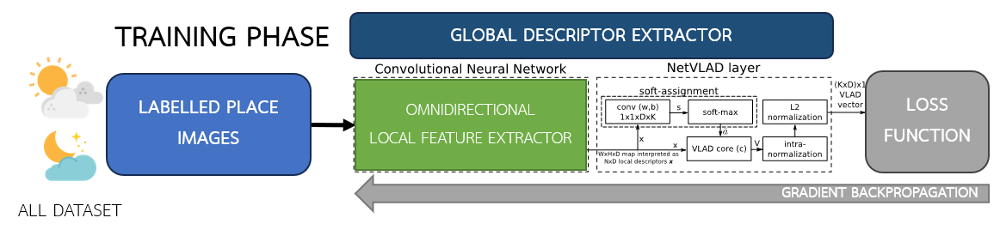 TRAINING PHASE
GLOBAL DESCRIPTOR EXTRACTOR
Convolutional Neural Network
NetVLAD layer
LABELLED PLACE
IMAGES
OMNIDIRECTIONAL
LOCAL FEATURE EXTRACTOR
soft-assignment
conv (w,b)
1x1xDxK
s
soft-max
a
x
x
WxHxD map interpreted as
NxD local descriptors x
VLAD core (c)
V
L2
normalization
intra-
normalization
(KxD)x1
VLAD
vector
LOSS
FUNCTION
GRADIENT BACKPROPAGATION
ALL DATASET